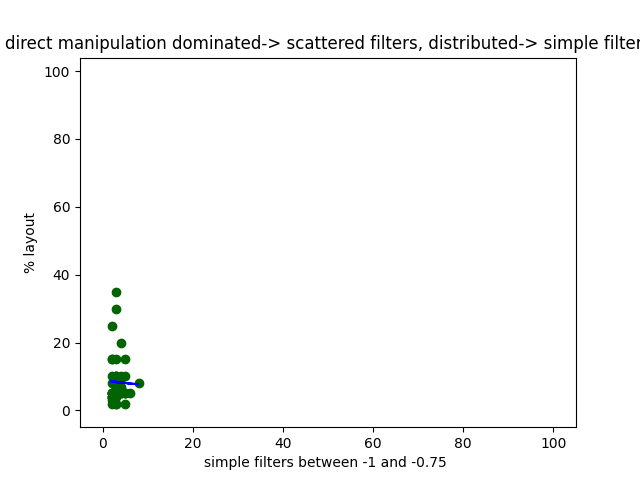 direct manipulation dominated-> scattered filters, distributed-> simple filter
100
80
60
40
20
0
% layout
0 20 40 60 80 100
simple filters between -1 and -0.75